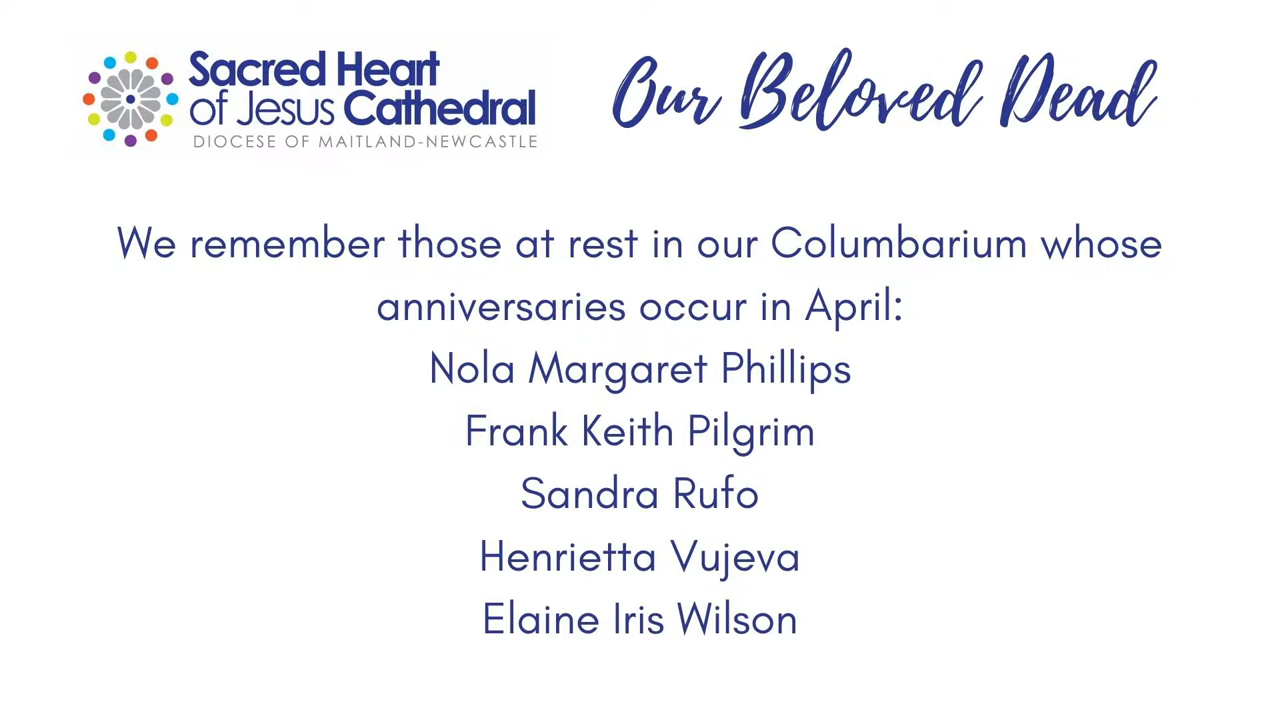 Sacred Heart
of Jesus Cathedral
DIOCESE OF MAITLAND-NEWCASTLE
Our Beloved Dead
We remember those at rest in our Columbarium whose
anniversaries occur in April:
Nola Margaret Phillips
Frank Keith Pilgrim
Sandra Rufo
Henrietta Vujeva
Elaine Iris Wilson